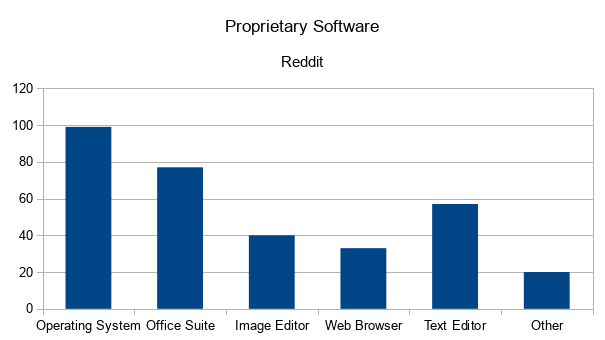 Proprietary Software
Reddit
120
100
80
60
40
20
0
Operating System Office Suite Image Editor Web Browser Text Editor Other